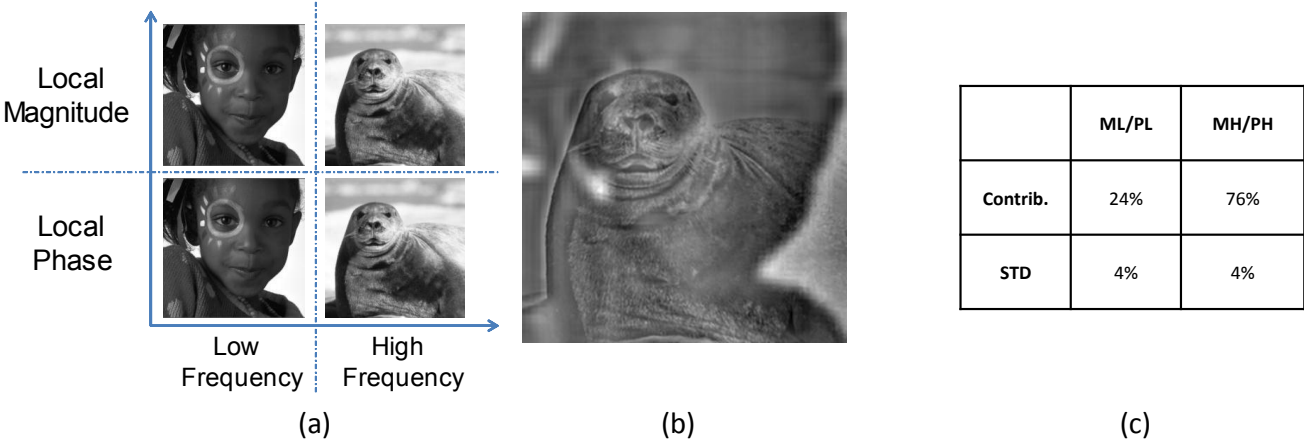 Local
Magnitude
Local
Phase
Low
Frequency
High
Frequency
(a)
(b)
ML/PL MH/PH
Contrib. 24% 76%
STD 4% 4%
(c)